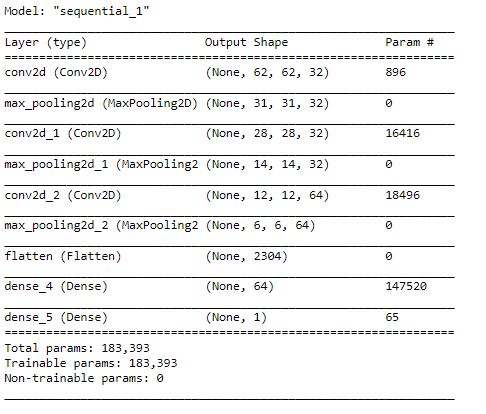 Model: "sequential_1"
Layer (type) Output Shape Param #
conv2d (Conv2D) (None, 62, 62, 32) 896
max_pooling2d (MaxPooling2D) (None, 31, 31, 32) 0
conv2d_1 (Conv2D) (None, 28, 28, 32) 16416
max_pooling2d_1 (MaxPooling2 (None, 14, 14, 32) 0
conv2d_2 (Conv2D) (None, 12, 12, 64) 18496
max_pooling2d_2 (MaxPooling2 (None, 6, 6, 64) 0
flatten (Flatten) (None, 2304) 0
dense_4 (Dense) (None, 64) 147520
dense_5 (Dense) (None, 1) 65
Total params: 183,393
Trainable params: 183,393
Non-trainable params: 0